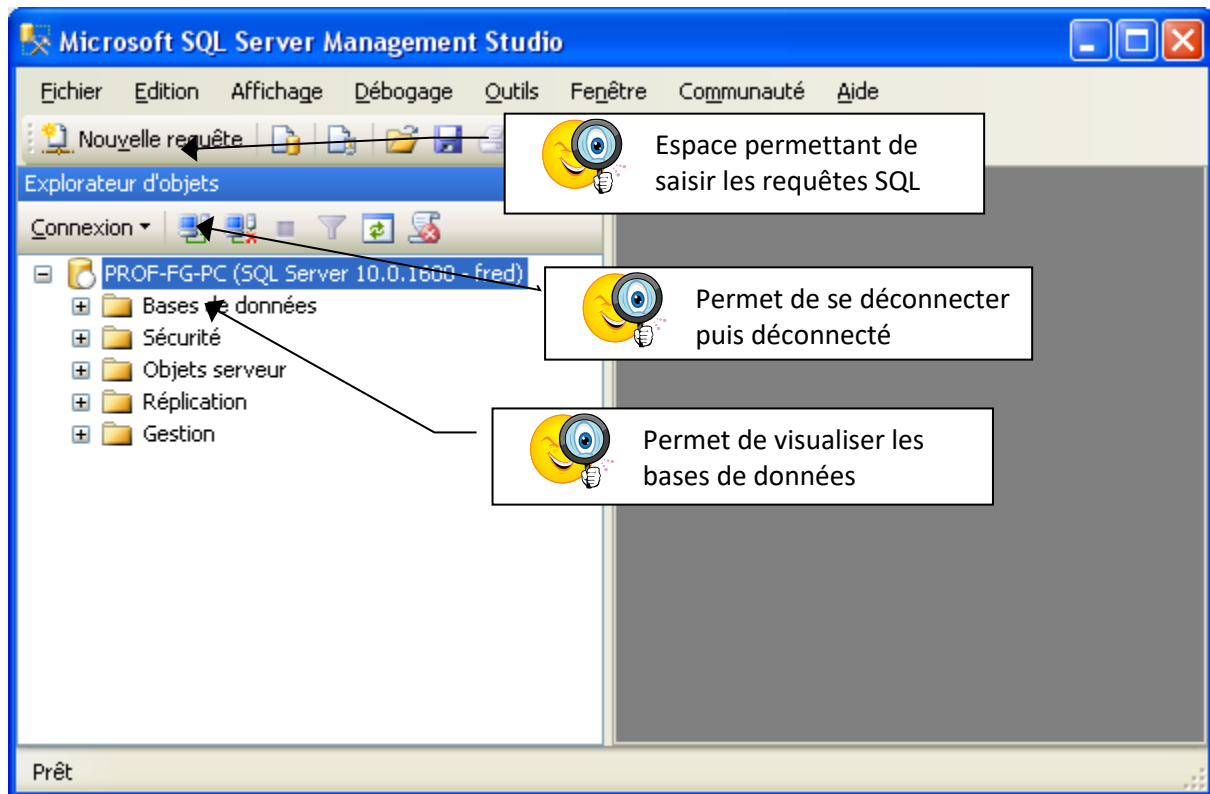 Microsoft SQL Server Management Studio
Fichier Edition Affichage Débogage Outils Fenêtre Communauté Aide
Nouvelle requête
Espace permettant de
saisir les requêtes SQL
Explorateur d'objets
Connexion
PROF-FG-PC (SQL Server 10.0.1600 - fred)
Permet de se déconnecter
puis déconnecté
Bases de données
Sécurité
Objets serveur
Réplication
Gestion
Permet de visualiser les
bases de données
Prêt